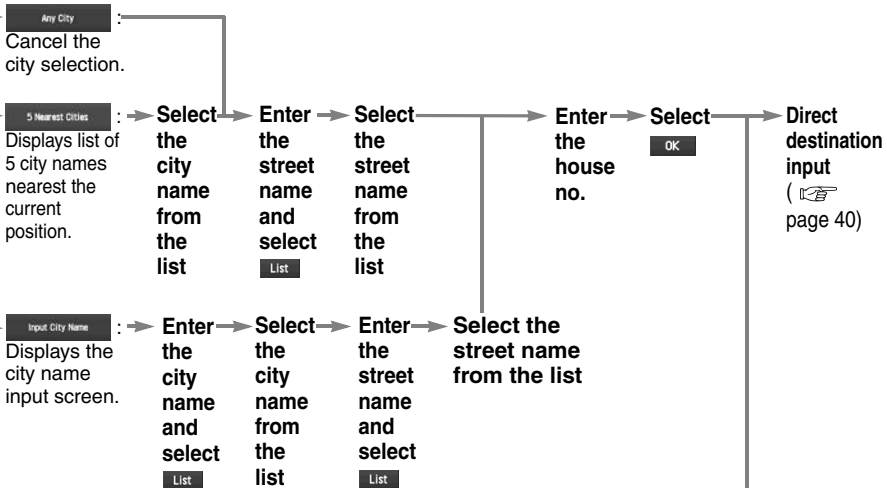 Any City :
Cancel the
city selection.
5 Nearest Cities :
Displays list of
5 city names
nearest the
current
position.
Select
the
city
name
from
the
list
Enter
the
street
name
and
select
List
Select
the
street
name
from
the
list
Enter
the
house
no.
Select
OK
Direct
destination
input
(
page 40)
Input City Name :
Displays the
city name
input screen.
Enter
the
city
name
and
select
List
Select
the
city
name
from
the
list
Enter
the
street
name
and
select
List
Select the
street name
from the list